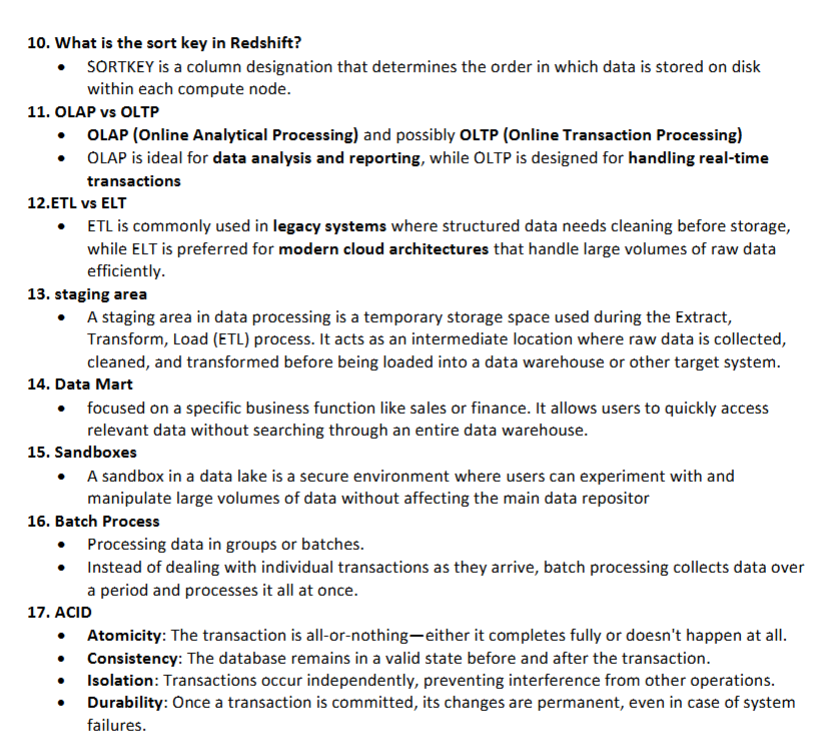 10. What is the sort key in Redshift?
• SORTKEY is a column designation that determines the order in which data is stored on disk
within each compute node.
11. OLAP vs OLTP
• OLAP (Online Analytical Processing) and possibly OLTP (Online Transaction Processing)
• OLAP is ideal for data analysis and reporting, while OLTP is designed for handling real-time
transactions
12.ETL vs ELT
• ETL is commonly used in legacy systems where structured data needs cleaning before storage,
while ELT is preferred for modern cloud architectures that handle large volumes of raw data
efficiently.
13. staging area
• A staging area in data processing is a temporary storage space used during the Extract,
Transform, Load (ETL) process. It acts as an intermediate location where raw data is collected,
cleaned, and transformed before being loaded into a data warehouse or other target system.
14. Data Mart
• focused on a specific business function like sales or finance. It allows users to quickly access
relevant data without searching through an entire data warehouse.
15. Sandboxes
• A sandbox in a data lake is a secure environment where users can experiment with and
manipulate large volumes of data without affecting the main data repositor
16. Batch Process
• Processing data in groups or batches.
• Instead of dealing with individual transactions as they arrive, batch processing collects data over
a period and processes it all at once.
17. ACID
• Atomicity: The transaction is all-or-nothing—either it completes fully or doesn't happen at all.
• Consistency: The database remains in a valid state before and after the transaction.
• Isolation: Transactions occur independently, preventing interference from other operations.
• Durability: Once a transaction is committed, its changes are permanent, even in case of system
failures.